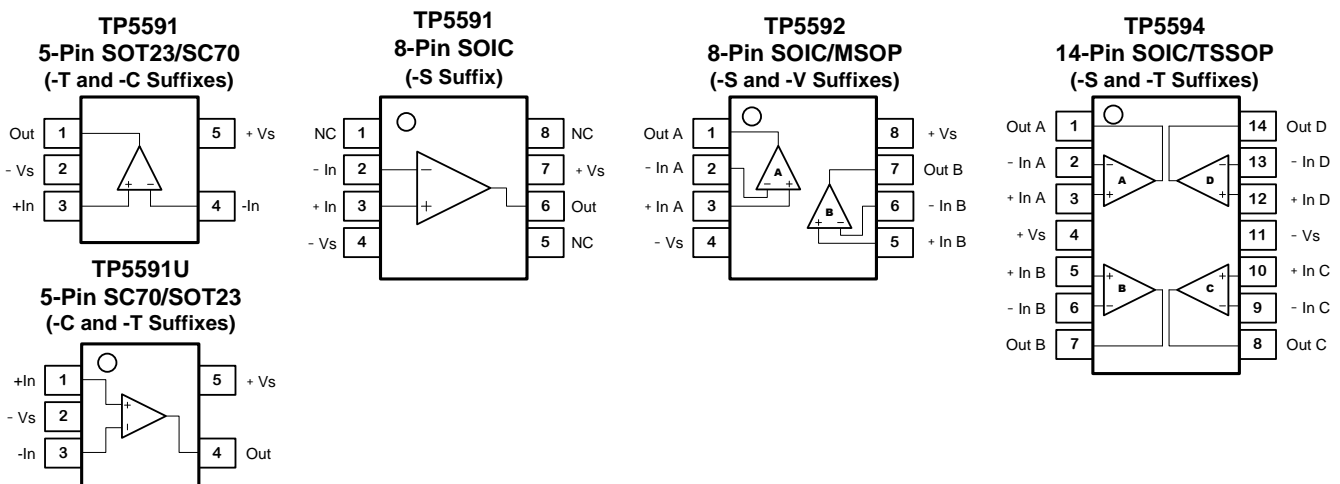 TP5591
5-Pin SOT23/SC70
(-T and -C Suffixes)
Out 1
- Vs 2
+In 3
5 + Vs
4 -In
+ -
TP5591U
5-Pin SC70/SOT23
(-C and -T Suffixes)
+In 1
- Vs 2
-In 3
5 + Vs
4 Out
+
-
TP5591
8-Pin SOIC
(-S Suffix)
NC 1
- In 2
+ In 3
- Vs 4
8 NC
7 + Vs
6 Out
5 NC
-
+
TP5592
8-Pin SOIC/MSOP
(-S and -V Suffixes)
Out A 1
- In A 2
+ In A 3
- Vs 4
8 + Vs
7 Out B
6 - In B
5 + In B
A
- +
B
+ -
TP5594
14-Pin SOIC/TSSOP
(-S and -T Suffixes)
Out A 1
- In A 2
+ In A 3
+ Vs 4
+ In B 5
- In B 6
Out B 7
14 Out D
13 - In D
12 + In D
11 - Vs
10 + In C
9 - In C
8 Out C
- -
A D
+ +
+ +
B C
- -